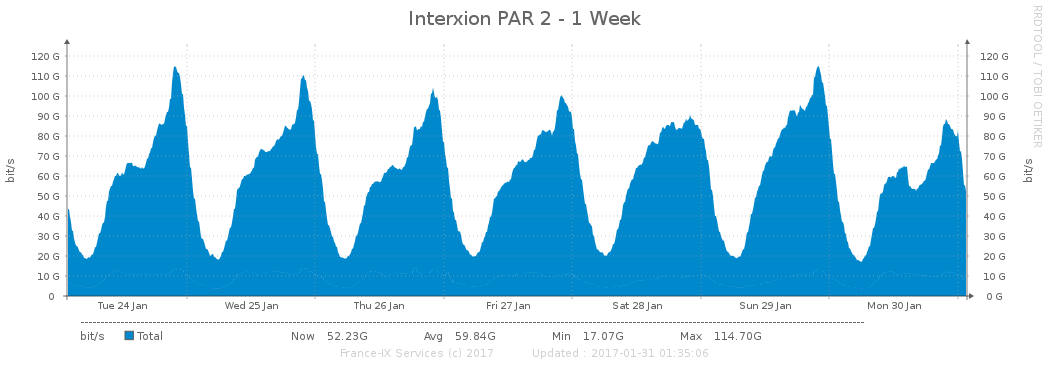 Interxion PAR 2 - 1 Week
RRDTOOL / TOBI OETIKER
bit/s
120 G
110 G
100 G
90 G
80 G
70 G
60 G
50 G
40 G
30 G
20 G
10 G
0
120 G
110 G
100 G
90 G
80 G
70 G
60 G
50 G
40 G
30 G
20 G
10 G
0 G
bit/s
Tue 24 Jan Wed 25 Jan Thu 26 Jan Fri 27 Jan Sat 28 Jan Sun 29 Jan Mon 30 Jan
bit/s Total Now 52.23G Avg 59.84G Min 17.07G Max 114.70G
France-IX Services (c) 2017 Updated : 2017-01-31 01:35:06